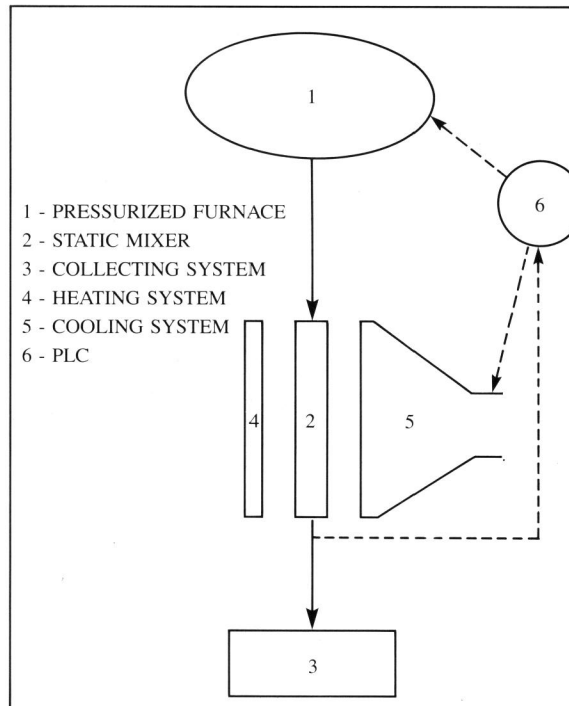 1
6
1 - PRESSURIZED FURNACE
2 - STATIC MIXER
3 - COLLECTING SYSTEM
4 - HEATING SYSTEM
5 - COOLING SYSTEM
6 - PLC
4
2
5
3